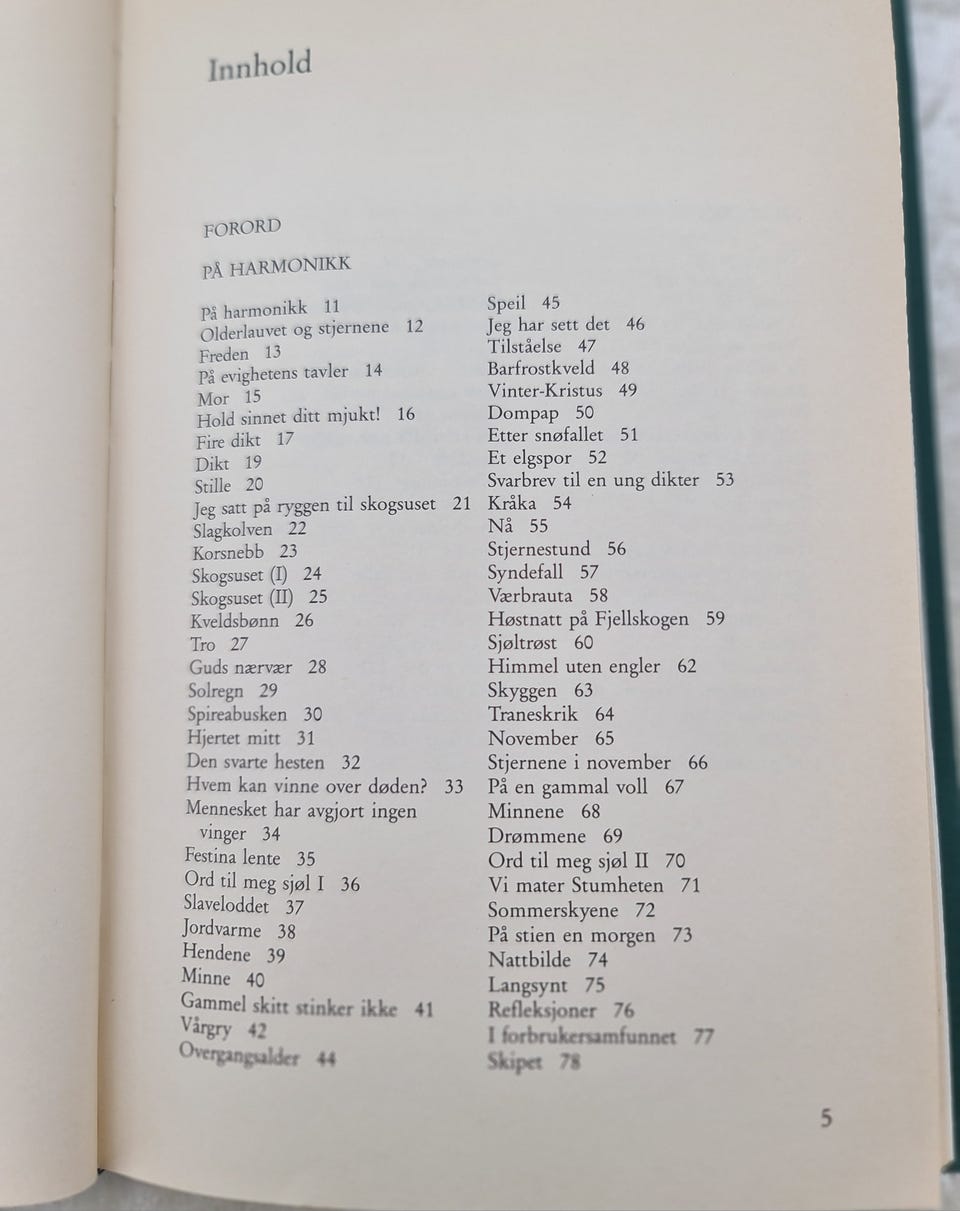 Innhold
FORORD
PÅ HARMONIKK
På harmonikk 11
Olderlauvet og stjernene 12
Freden 13
På evighetens tavler 14
Mor 15
Hold sinnet ditt mjukt! 16
Fire dikt 17
Dikt 19
Stille 20
Jeg satt på ryggen til skogsuset 21
Slagkolven 22
Korsnebb 23
Skogsuset (I) 24
Skogsuset (II) 25
Kveldsbønn 26
Tro 27
Guds nærvær 28
Solregn 29
Spireabusken 30
Hjertet mitt 31
Den svarte hesten 32
Hvem kan vinne over døden? 33
Mennesket har avgjort ingen
vinger 34
Festina lente 35
Ord til meg sjøl I 36
Slaveloddet 37
Jordvarme 38
Hendene 39
Minne 40
Gammel skitt stinker ikke 41
Vårgry 42
Overgangsalder 44
Speil 45
Jeg har sett det 46
Tilståelse 47
Barfrostkveld 48
Vinter-Kristus 49
Dompap 50
Etter snøfallet 51
Et elgspor 52
Svarbrev til en ung dikter 53
Kråka 54
Nå 55
Stjernestund 56
Syndefall 57
Værbrauta 58
Høstnatt på Fjellskogen 59
Sjøltrøst 60
Himmel uten engler 62
Skyggen 63
Traneskrik 64
November 65
Stjernene i november 66
På en gammal voll 67
Minnene 68
Drømmene 69
Ord til meg sjøl II 70
Vi mater Stumheten 71
Sommerskyene 72
På stien en morgen 73
Nattbilde 74
Langsynt 75
Refleksjoner 76
I forbrukersamfunnet 77
Skipet 78
5